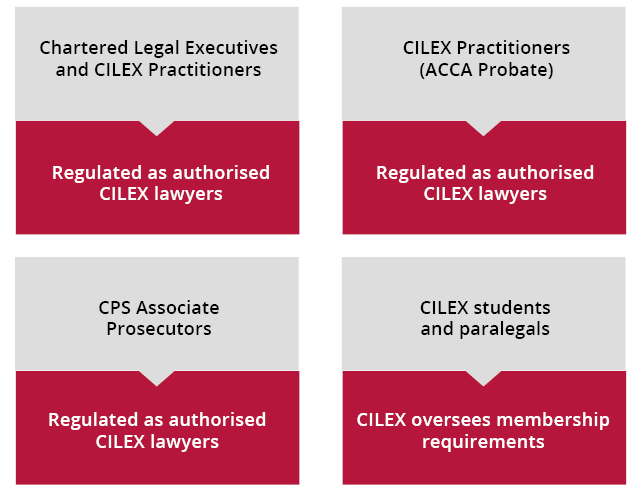 Chartered Legal Executives
and CILEX Practitioners
Regulated as authorised
CILEX lawyers
CILEX Practitioners
(ACCA Probate)
Regulated as authorised
CILEX lawyers
CPS Associate
Prosecutors
Regulated as authorised
CILEX lawyers
CILEX students
and paralegals
CILEX oversees membership
requirements